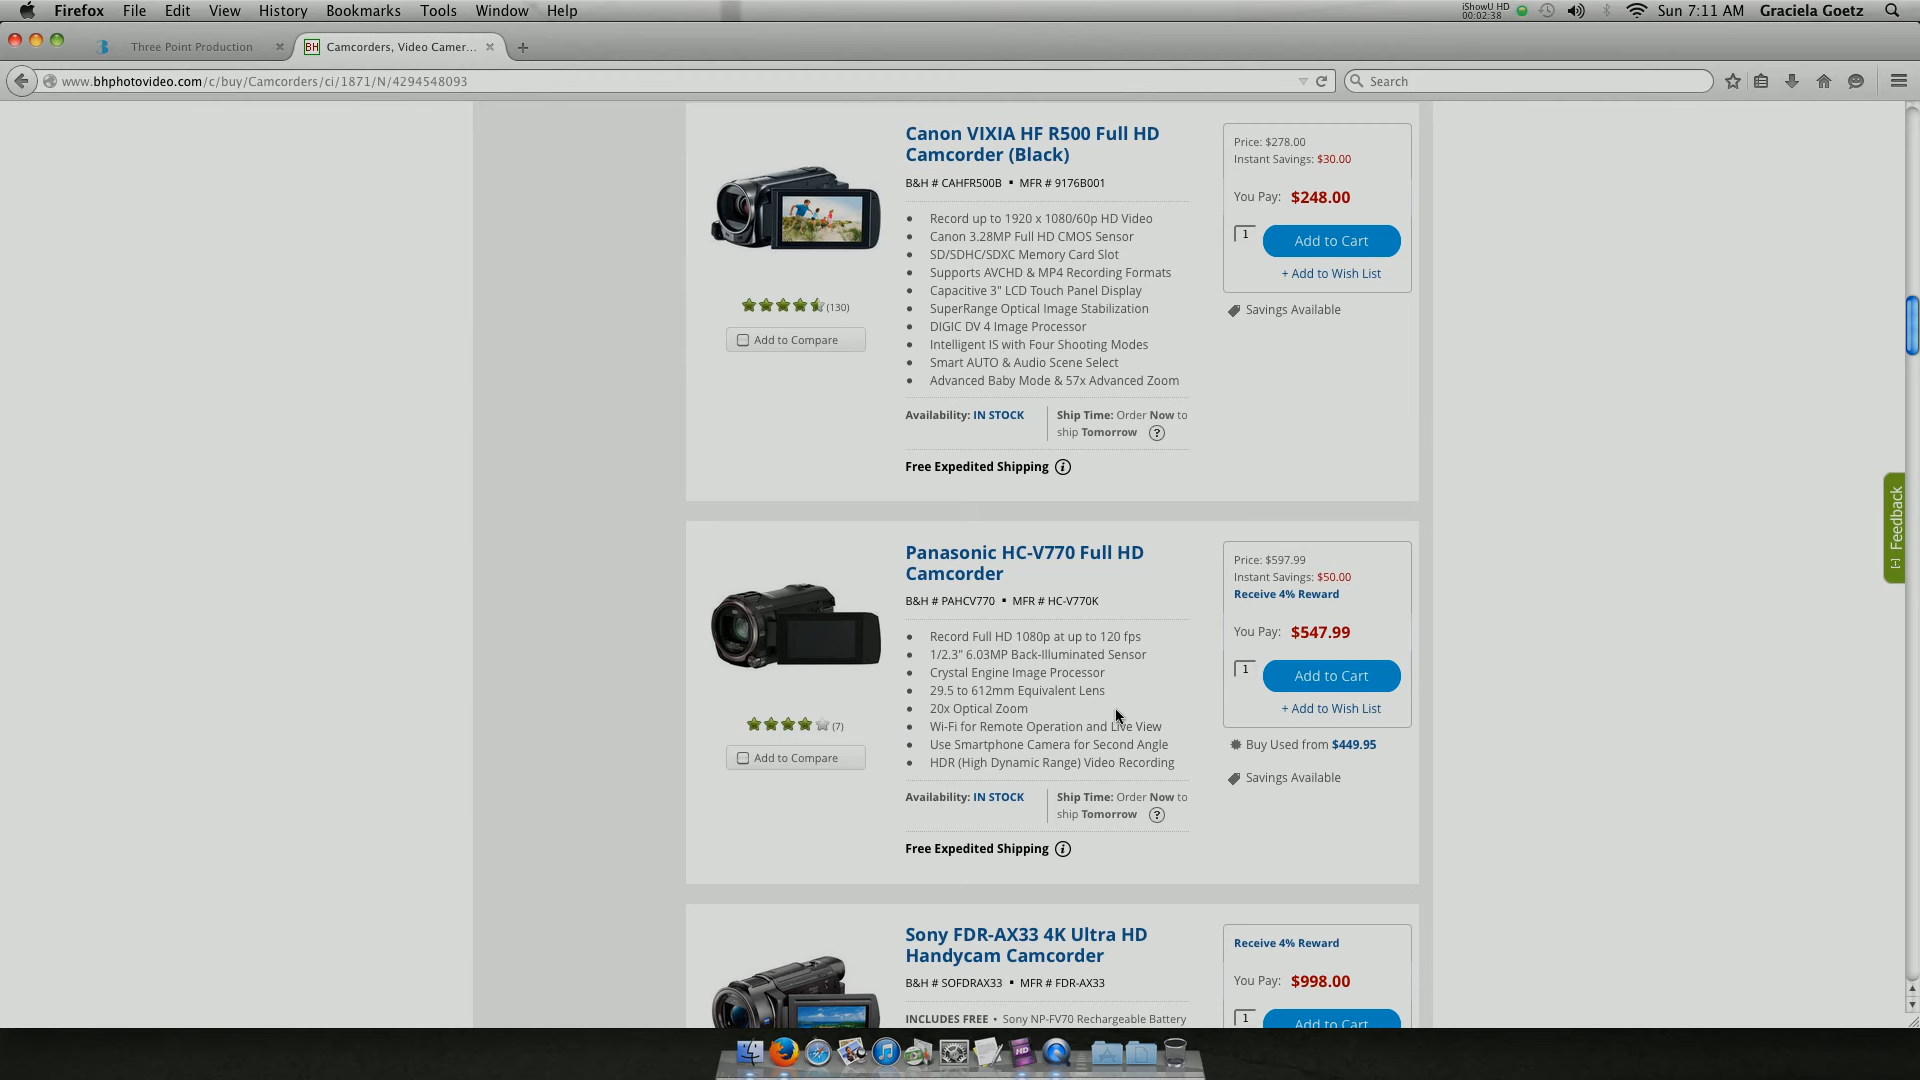 Firefox File Edit View History Bookmarks Tools Window Help
iShowU HD
00:02:38
Sun 7:11 AM Graciela Goetz
Three Point Production
BH Camcorders, Video Camer...
www.bhphotovideo.com/c/buy/Camcorders/ci/1871/N/4294548093
Search
Canon VIXIA HF R500 Full HD
Camcorder (Black)
B&H # CAHFR500B ▪ MFR # 9176B001
• Record up to 1920 x 1080/60p HD Video
• Canon 3.28MP Full HD CMOS Sensor
• SD/SDHC/SDXC Memory Card Slot
• Supports AVCHD & MP4 Recording Formats
• Capacitive 3" LCD Touch Panel Display
• SuperRange Optical Image Stabilization
• DIGIC DV 4 Image Processor
• Intelligent IS with Four Shooting Modes
• Smart AUTO & Audio Scene Select
• Advanced Baby Mode & 57x Advanced Zoom
(130)
Add to Compare
Availability: IN STOCK
Ship Time: Order Now to
ship Tomorrow ?
Free Expedited Shipping i
Price: $278.00
Instant Savings: $30.00
You Pay: $248.00
1 Add to Cart
+ Add to Wish List
Savings Available
Panasonic HC-V770 Full HD
Camcorder
B&H # PAHCV770 ▪ MFR # HC-V770K
• Record Full HD 1080p at up to 120 fps
• 1/2.3" 6.03MP Back-Illuminated Sensor
• Crystal Engine Image Processor
• 29.5 to 612mm Equivalent Lens
• 20x Optical Zoom
• Wi-Fi for Remote Operation and Live View
• Use Smartphone Camera for Second Angle
• HDR (High Dynamic Range) Video Recording
(7)
Add to Compare
Availability: IN STOCK
Ship Time: Order Now to
ship Tomorrow ?
Free Expedited Shipping i
Price: $597.99
Instant Savings: $50.00
Receive 4% Reward
You Pay: $547.99
1 Add to Cart
+ Add to Wish List
Buy Used from $449.95
Savings Available
Sony FDR-AX33 4K Ultra HD
Handycam Camcorder
B&H # SOFDRAX33 ▪ MFR # FDR-AX33
INCLUDES FREE • Sony NP-FV70 Rechargeable Battery
Receive 4% Reward
You Pay: $998.00
1 Add to Cart
[-] Feedback
HD